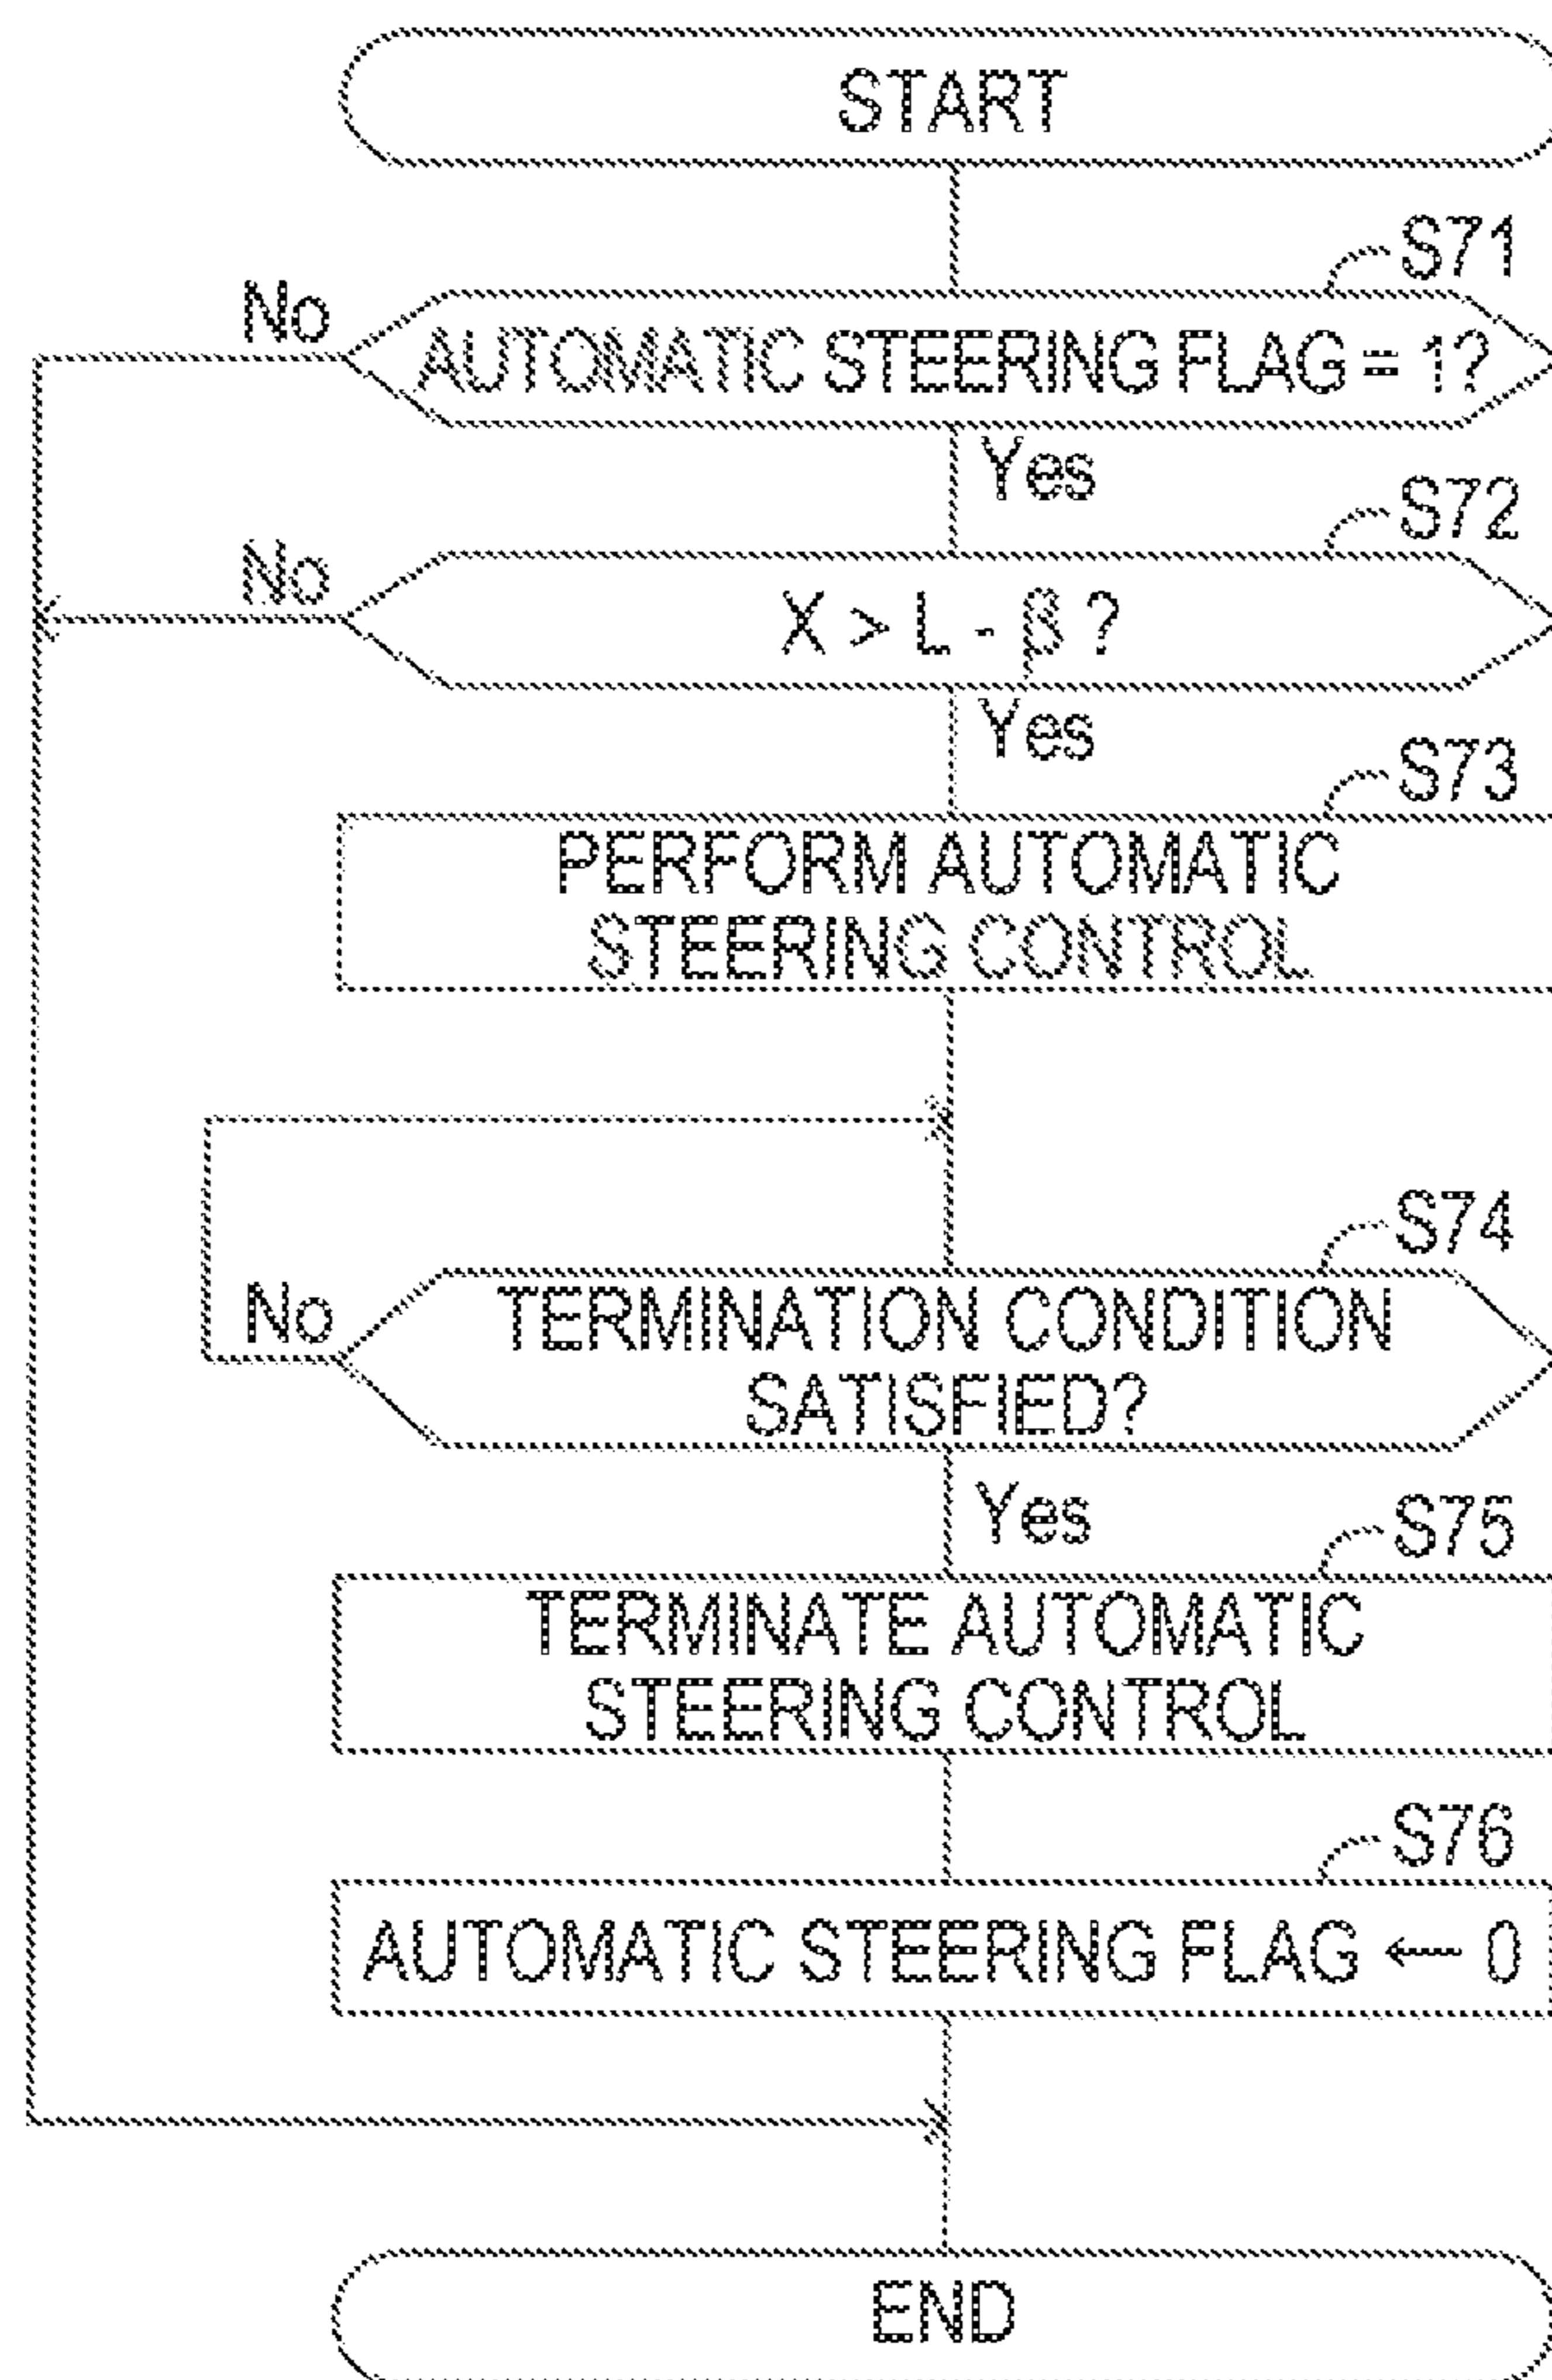 START
S71
No
AUTOMATIC STEERING FLAG = 1?
Yes
S72
No
X > L - β ?
Yes
S73
PERFORM AUTOMATIC
STEERING CONTROL
S74
No
TERMINATION CONDITION
SATISFIED?
Yes
S75
TERMINATE AUTOMATIC
STEERING CONTROL
S76
AUTOMATIC STEERING FLAG ← 0
END